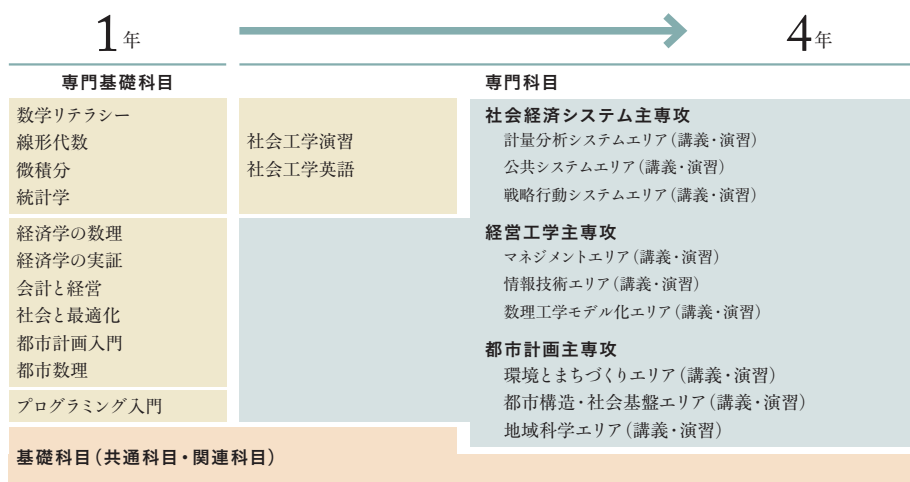 1年
4年
専門基礎科目
専門科目
数学リテラシー
線形代数
微積分
統計学
経済学の数理
経済学の実証
会計と経営
社会と最適化
都市計画入門
都市数理
プログラミング入門
社会工学演習
社会工学英語
社会経済システム主専攻
計量分析システムエリア（講義・演習）
公共システムエリア（講義・演習）
戦略行動システムエリア（講義・演習）
経営工学主専攻
マネジメントエリア（講義・演習）
情報技術エリア（講義・演習）
数理工学モデル化エリア（講義・演習）
都市計画主専攻
環境とまちづくりエリア（講義・演習）
都市構造・社会基盤エリア（講義・演習）
地域科学エリア（講義・演習）
基礎科目（共通科目・関連科目）